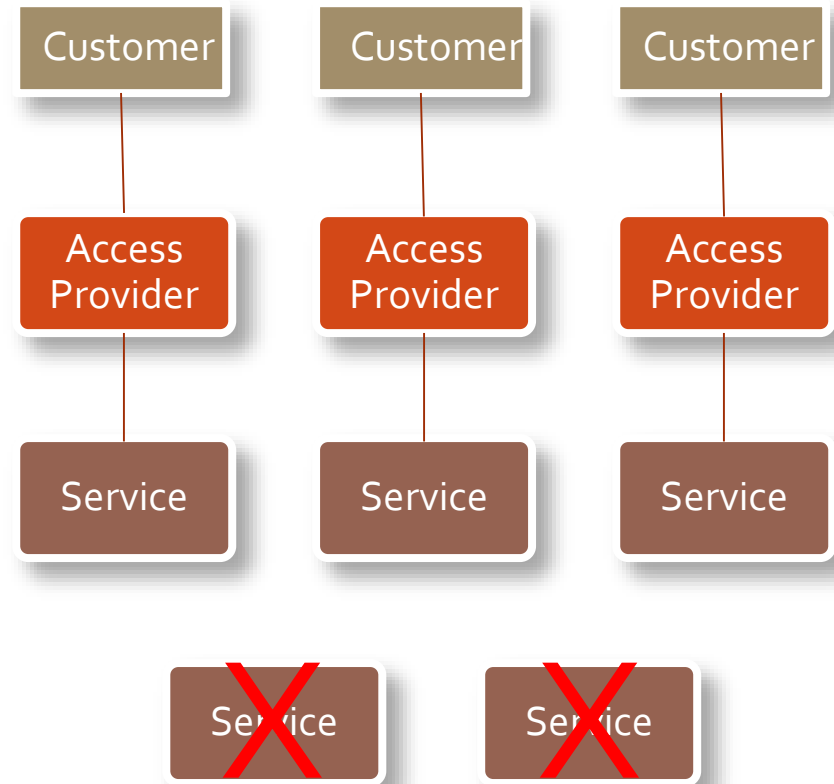 Customer
Customer
Customer
Access
Provider
Access
Provider
Access
Provider
Service
Service
Service
Service
Service